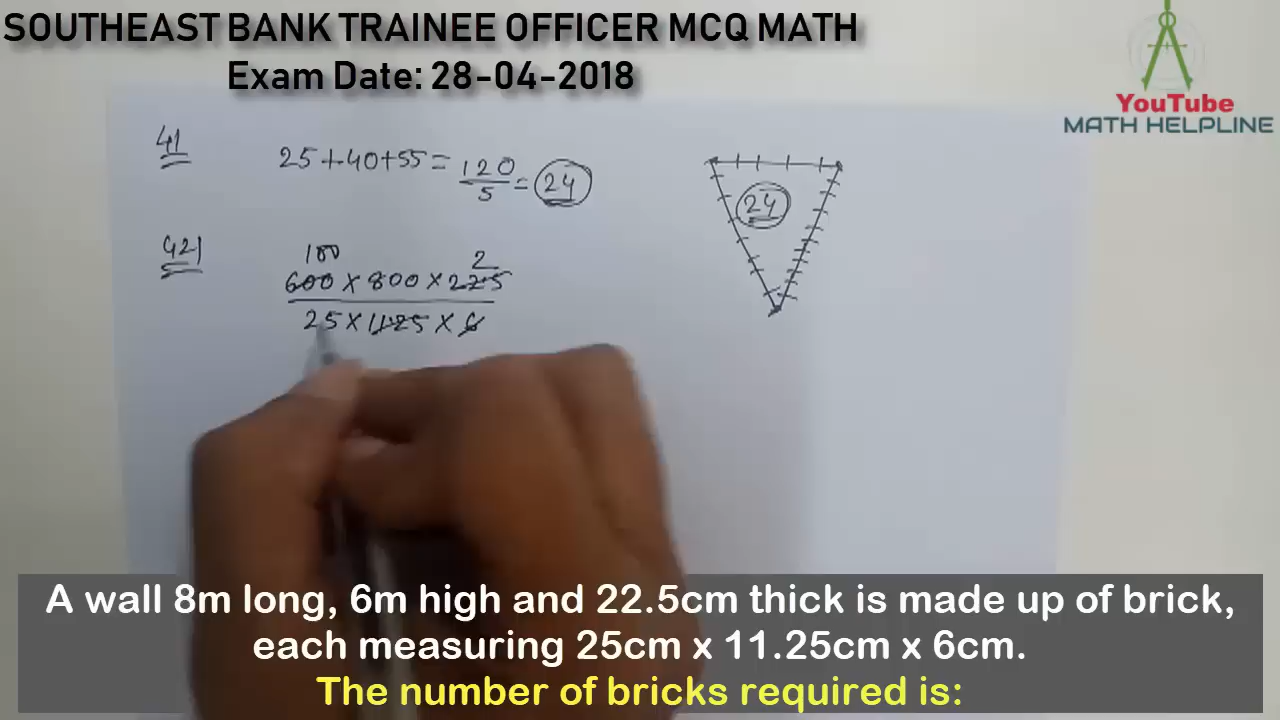 SOUTHEAST BANK TRAINEE OFFICER MCQ MATH
Exam Date: 28-04-2018
YouTube
MATH HELPLINE
41
25+40+55 = 120/5 = 24
24
42
100 2
600 × 800 × 22.5
25 × 11.25 × 6
A wall 8m long, 6m high and 22.5cm thick is made up of brick,
each measuring 25cm x 11.25cm x 6cm.
The number of bricks required is: